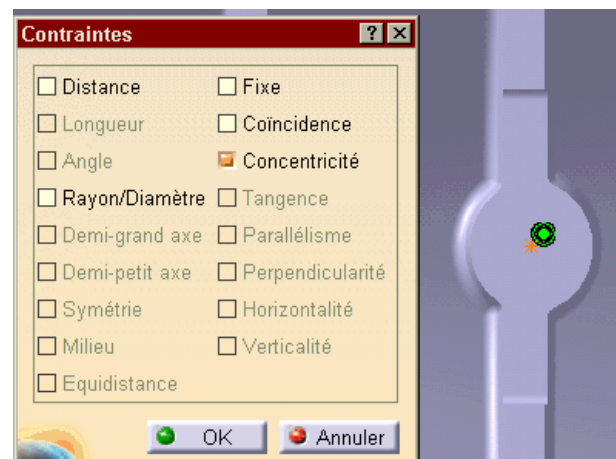 Contraintes
Distance
Fixe
Longueur
Coïncidence
Angle
Concentricité
Rayon/Diamètre
Tangence
Demi-grand axe
Parallélisme
Demi-petit axe
Perpendicularité
Symétrie
Horizontalité
Milieu
Verticalité
Equidistance
OK
Annuler